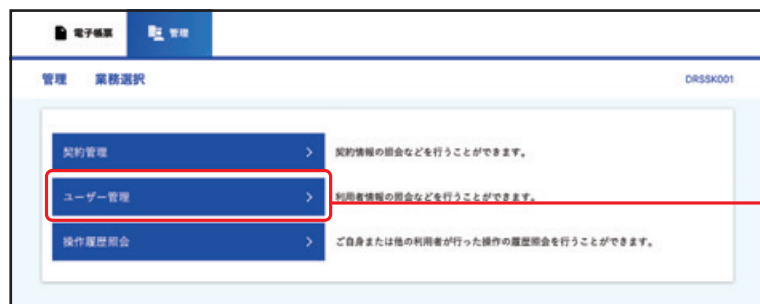 電子帳票 管理
管理 業務選択 DRSSK001
契約管理 契約情報の照会などを行うことができます。
ユーザー管理 利用者情報の照会などを行うことができます。
操作履歴照会 ご自身または他の利用者が行った操作の履歴照会を行うことができます。